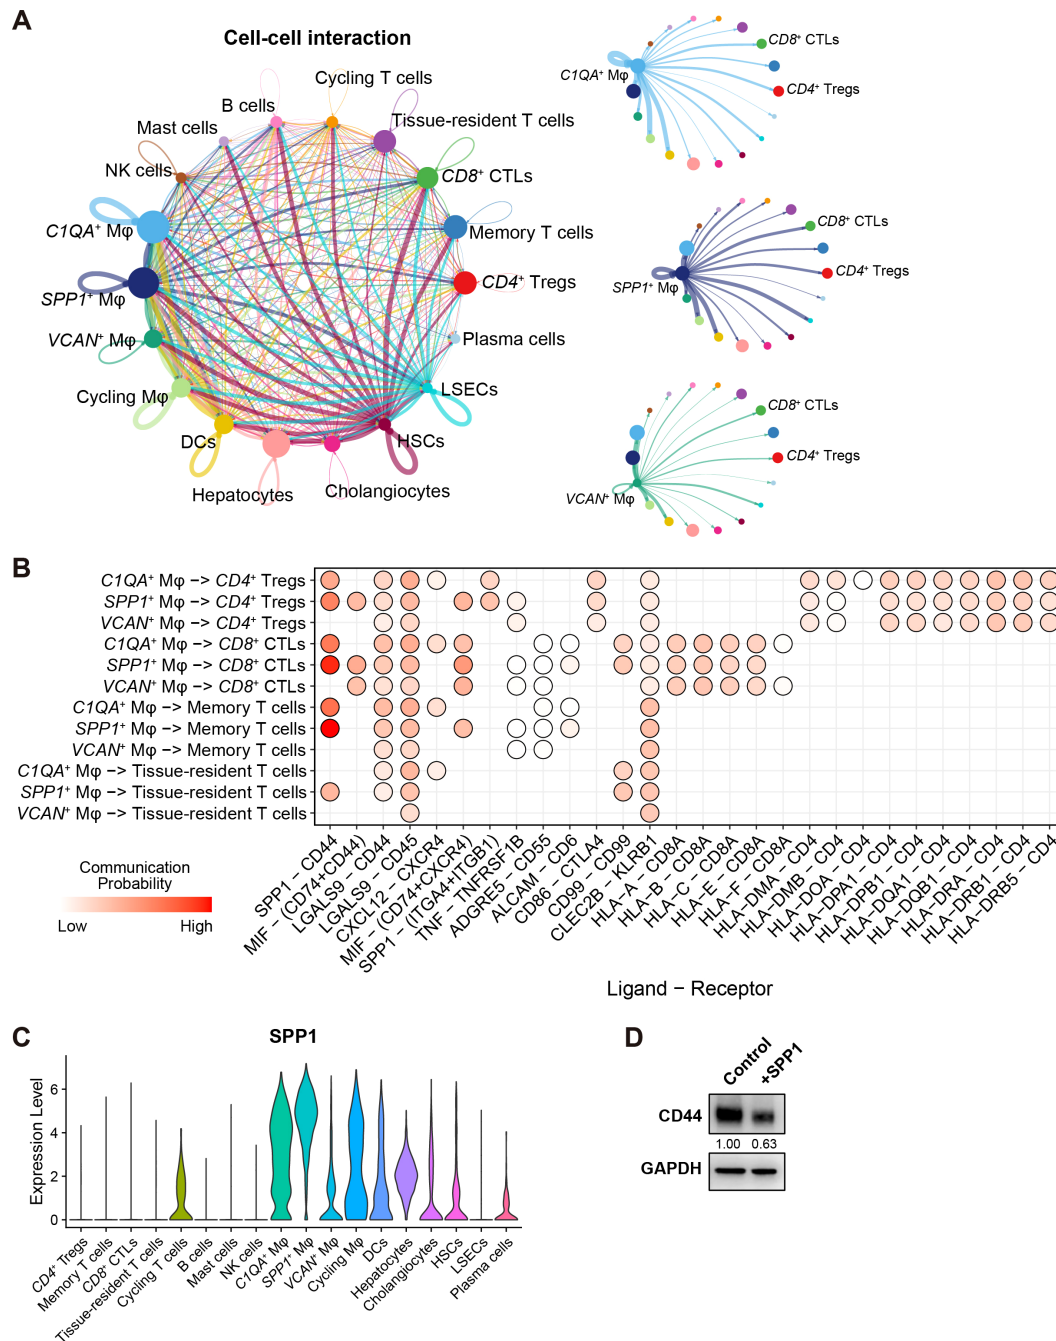 A
Cell-cell interaction
Cycling T cells
B cells
Tissue-resident T cells
Mast cells
NK cells
CD8+ CTLs
C1QA+ Mφ
Memory T cells
SPP1+ Mφ
CD4+ Tregs
VCAN+ Mφ
Plasma cells
Cycling Mφ
LSECs
DCs
HSCs
Hepatocytes
Cholangiocytes
CD8+ CTLs
C1QA+ Mφ
CD4+ Tregs
CD8+ CTLs
SPP1+ Mφ
CD4+ Tregs
CD8+ CTLs
CD4+ Tregs
VCAN+ Mφ
B
C1QA+ Mφ −> CD4+ Tregs
SPP1+ Mφ −> CD4+ Tregs
VCAN+ Mφ −> CD4+ Tregs
C1QA+ Mφ −> CD8+ CTLs
SPP1+ Mφ −> CD8+ CTLs
VCAN+ Mφ −> CD8+ CTLs
C1QA+ Mφ −> Memory T cells
SPP1+ Mφ −> Memory T cells
VCAN+ Mφ −> Memory T cells
C1QA+ Mφ −> Tissue-resident T cells
SPP1+ Mφ −> Tissue-resident T cells
VCAN+ Mφ −> Tissue-resident T cells
SPP1 − CD44
MIF − (CD74+CD44)
LGALS9 − CD44
LGALS9 − CD45
CXCL12 − CXCR4
MIF − (CD74+CXCR4)
SPP1 − (ITGA4+ITGB1)
TNF − TNFRSF1B
ADGRE5 − CD55
ALCAM − CD6
CD86 − CTLA4
CD99 − CD99
CLEC2B − KLRB1
HLA−A − CD8A
HLA−B − CD8A
HLA−C − CD8A
HLA−E − CD8A
HLA−F − CD8A
HLA−DMA − CD4
HLA−DMB − CD4
HLA−DOA − CD4
HLA−DPA1 − CD4
HLA−DPB1 − CD4
HLA−DQA1 − CD4
HLA−DQB1 − CD4
HLA−DRA − CD4
HLA−DRB1 − CD4
HLA−DRB5 − CD4
Communication
Probability
Low
High
Ligand − Receptor
C
SPP1
Expression Level
6
4
2
0
CD4+ Tregs
Memory T cells
CD8+ CTLs
Tissue-resident T cells
Cycling T cells
B cells
Mast cells
NK cells
C1QA+ Mφ
SPP1+ Mφ
VCAN+ Mφ
Cycling Mφ
DCs
Hepatocytes
Cholangiocytes
HSCs
LSECs
Plasma cells
D
Control
+SPP1
CD44
1.00 0.63
GAPDH